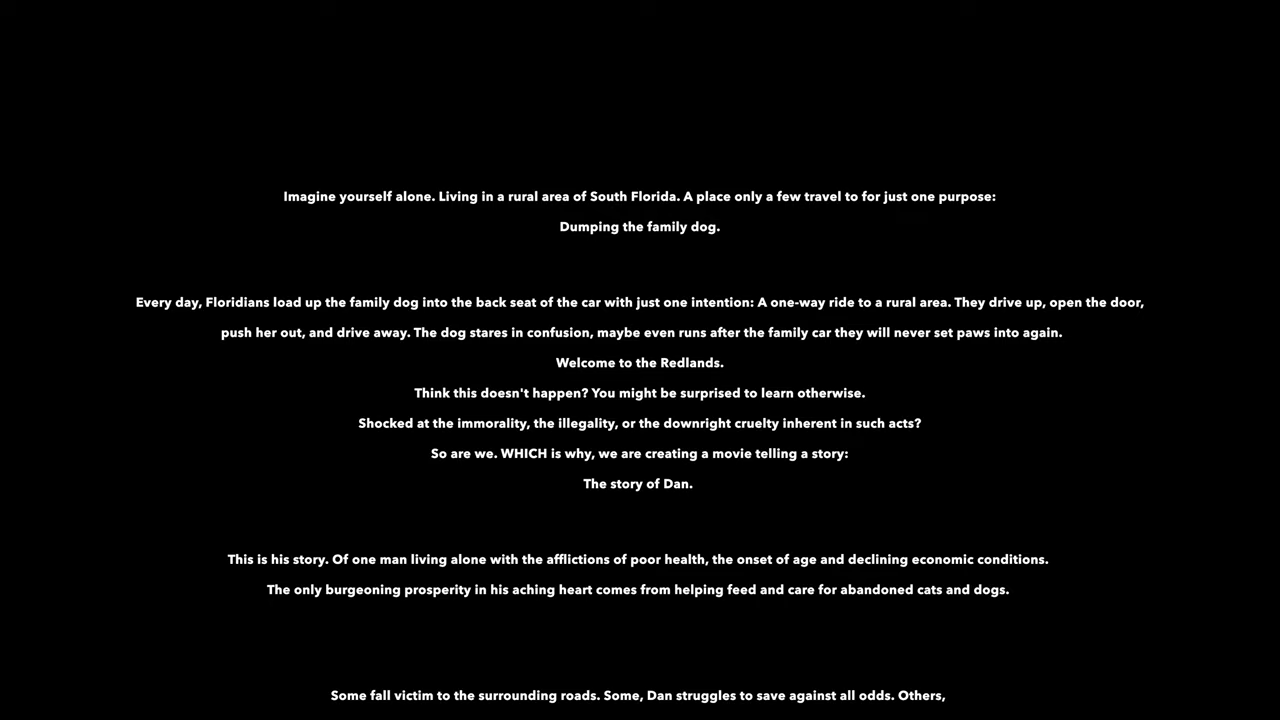 Imagine yourself alone. Living in a rural area of South Florida. A place only a few travel to for just one purpose:
Dumping the family dog.
Every day, Floridians load up the family dog into the back seat of the car with just one intention: A one-way ride to a rural area. They drive up, open the door,
push her out, and drive away. The dog stares in confusion, maybe even runs after the family car they will never set paws into again.
Welcome to the Redlands.
Think this doesn't happen? You might be surprised to learn otherwise.
Shocked at the immorality, the illegality, or the downright cruelty inherent in such acts?
So are we. WHICH is why, we are creating a movie telling a story:
The story of Dan.
This is his story. Of one man living alone with the afflictions of poor health, the onset of age and declining economic conditions.
The only burgeoning prosperity in his aching heart comes from helping feed and care for abandoned cats and dogs.
Some fall victim to the surrounding roads. Some, Dan struggles to save against all odds. Others,